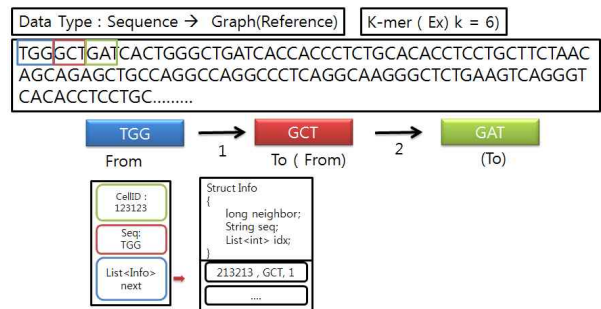 Data Type : Sequence → Graph(Reference)
K-mer ( Ex) k = 6)
TGGGCTGATCACTGGGCTGATCACCACCCTCTGCACACCTCCTGCTTCTAAC
AGCAGAGCTGCCAGGCCAGGCCCTCAGGCAAGGGCTCTGAAGTCAGGGT
CACACCTCCTGC.........
TGG
GCT
GAT
1
2
From
To ( From)
(To)
CellID :
123123
Seq:
TGG
List<Info>
next
Struct Info
{
long neighbor;
String seq;
List<int> idx;
}
213213 , GCT, 1
....